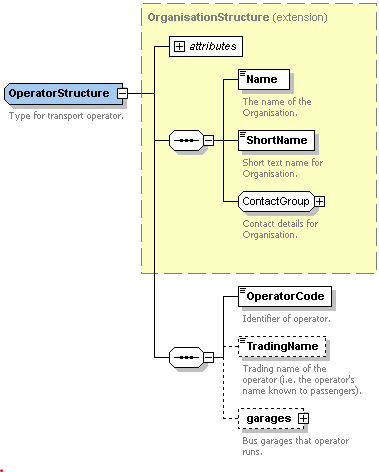 OrganisationStructure (extension)
attributes
OperatorStructure
Type for transport operator.
Name
The name of the
Organisation.
ShortName
Short text name for
Organisation.
ContactGroup
Contact details for
Organisation.
OperatorCode
Identifier of operator.
TradingName
Trading name of the
operator (i.e. the operator's
name known to passengers).
garages
Bus garages that operator
runs.